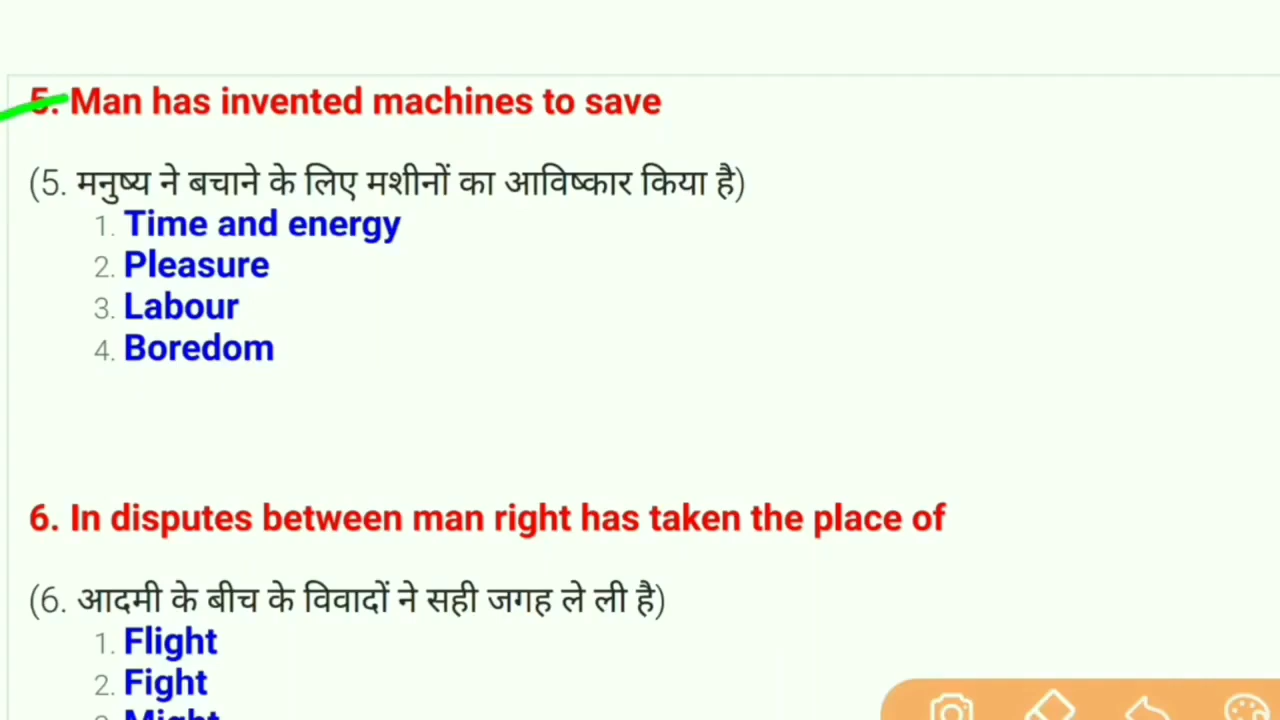 5. Man has invented machines to save
(5. मनुष्य ने बचाने के लिए मशीनों का आविष्कार किया है)
1. Time and energy
2. Pleasure
3. Labour
4. Boredom
6. In disputes between man right has taken the place of
(6. आदमी के बीच के विवादों ने सही जगह ले ली है)
1. Flight
2. Fight
3. Might